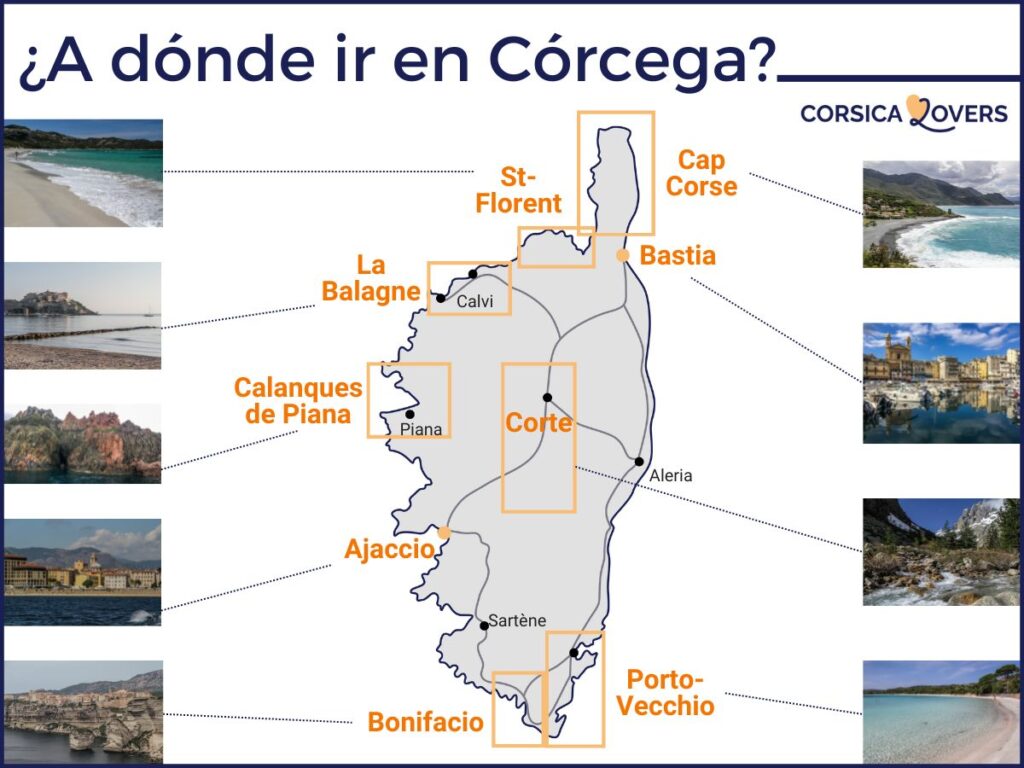 ¿A dónde ir en Córcega?
CORSICA LOVERS
Cap
Corse
St-
Florent
Bastia
La
Balagne
Calvi
Calanques
de Piana
Piana
Corte
Aleria
Ajaccio
Sartène
Porto-
Vecchio
Bonifacio